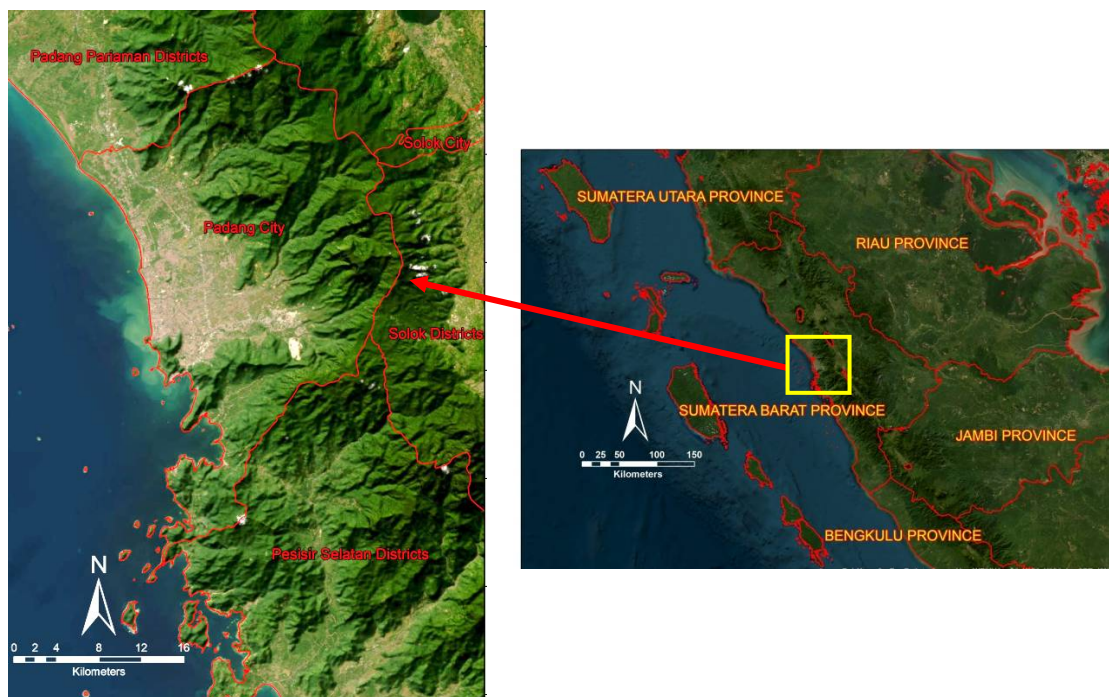 Padang Pariaman Districts
Solok City
Padang City
Solok Districts
Pesisir Selatan Districts
N
0 2 4 8 12 16
Kilometers
SUMATERA UTARA PROVINCE
RIAU PROVINCE
SUMATERA BARAT PROVINCE
JAMBI PROVINCE
BENGKULU PROVINCE
N
0 25 50 100 150
Kilometers